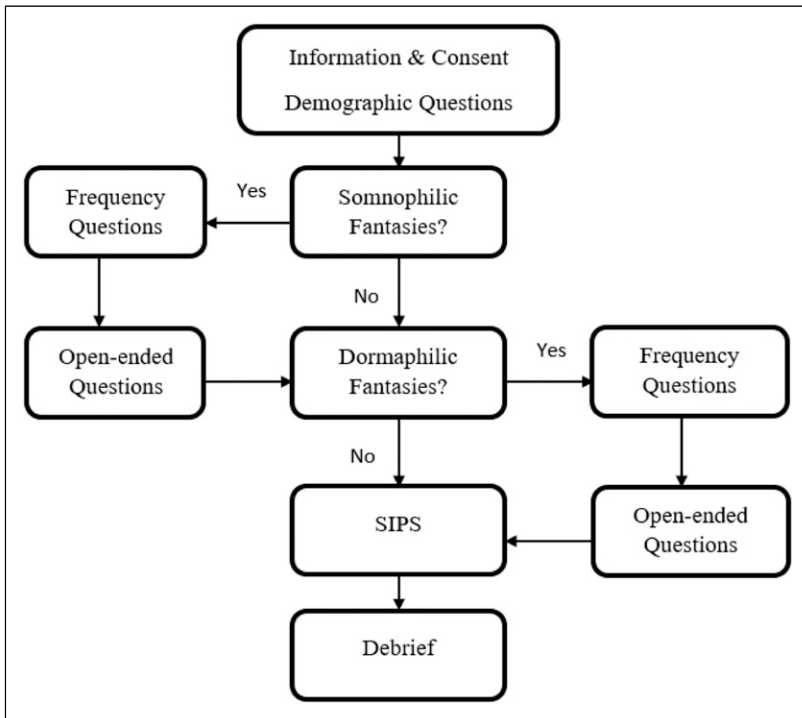 Information & Consent
Demographic Questions
Yes
Frequency
Questions
Somnophilic
Fantasies?
No
Open-ended
Questions
Dormaphilic
Fantasies?
Yes
Frequency
Questions
No
SIPS
Open-ended
Questions
Debrief